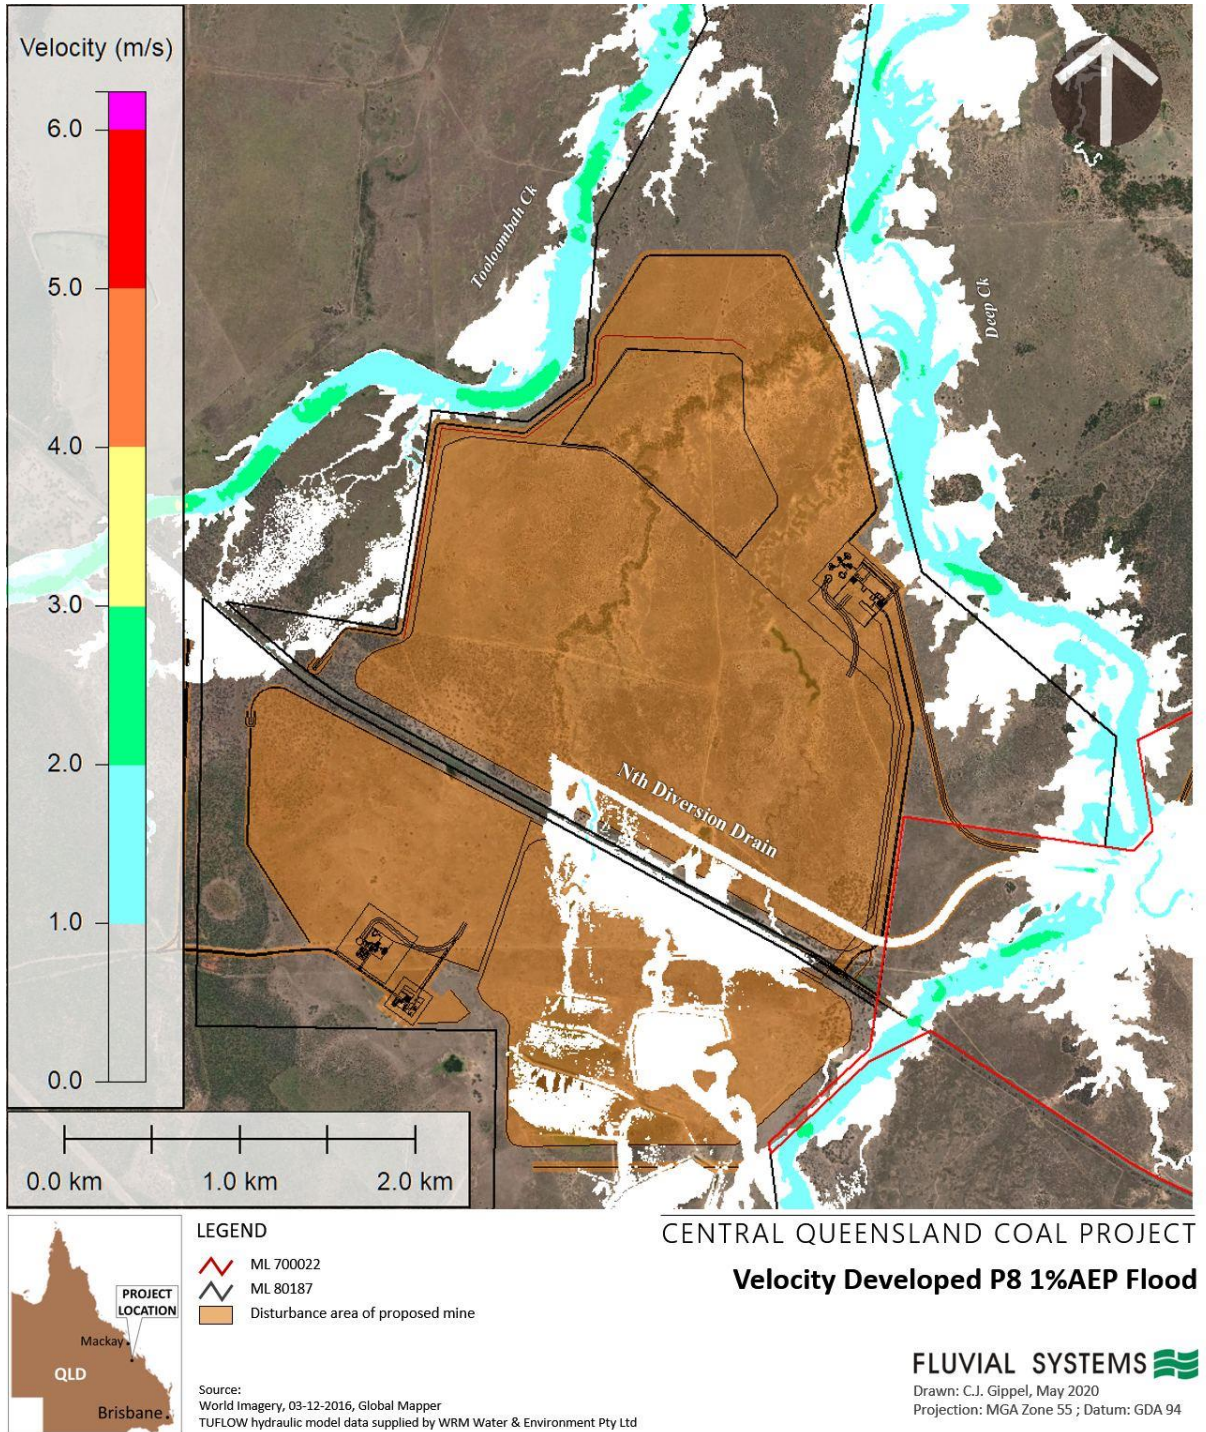 Velocity (m/s)
6.0
5.0
4.0
3.0
2.0
1.0
0.0
0.0 km
1.0 km
2.0 km
Tooloombah Ck
Deep Ck
Nth Diversion Drain
CENTRAL QUEENSLAND COAL PROJECT
Velocity Developed P8 1%AEP Flood
LEGEND
ML 700022
ML 80187
Disturbance area of proposed mine
PROJECT
LOCATION
Mackay
QLD
Brisbane
Source:
World Imagery, 03-12-2016, Global Mapper
TUFLOW hydraulic model data supplied by WRM Water & Environment Pty Ltd
FLUVIAL SYSTEMS
Drawn: C.J. Gippel, May 2020
Projection: MGA Zone 55 ; Datum: GDA 94